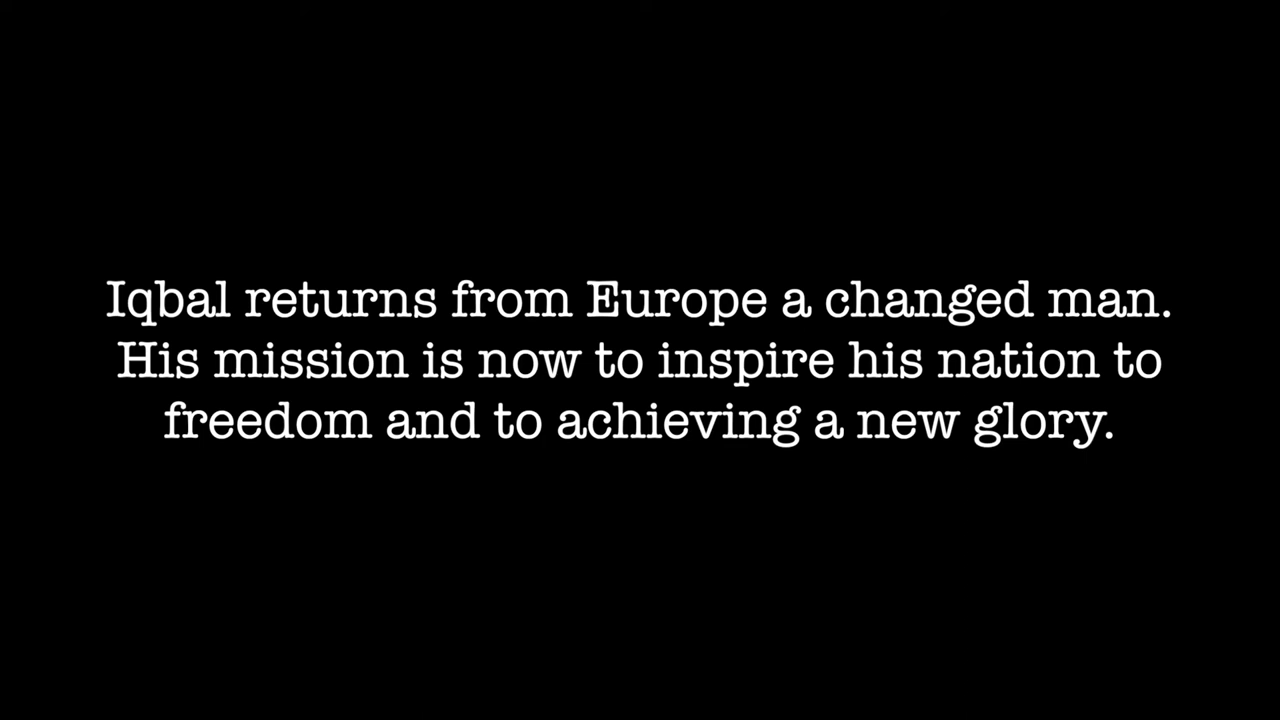 Iqbal returns from Europe a changed man.
His mission is now to inspire his nation to
freedom and to achieving a new glory.